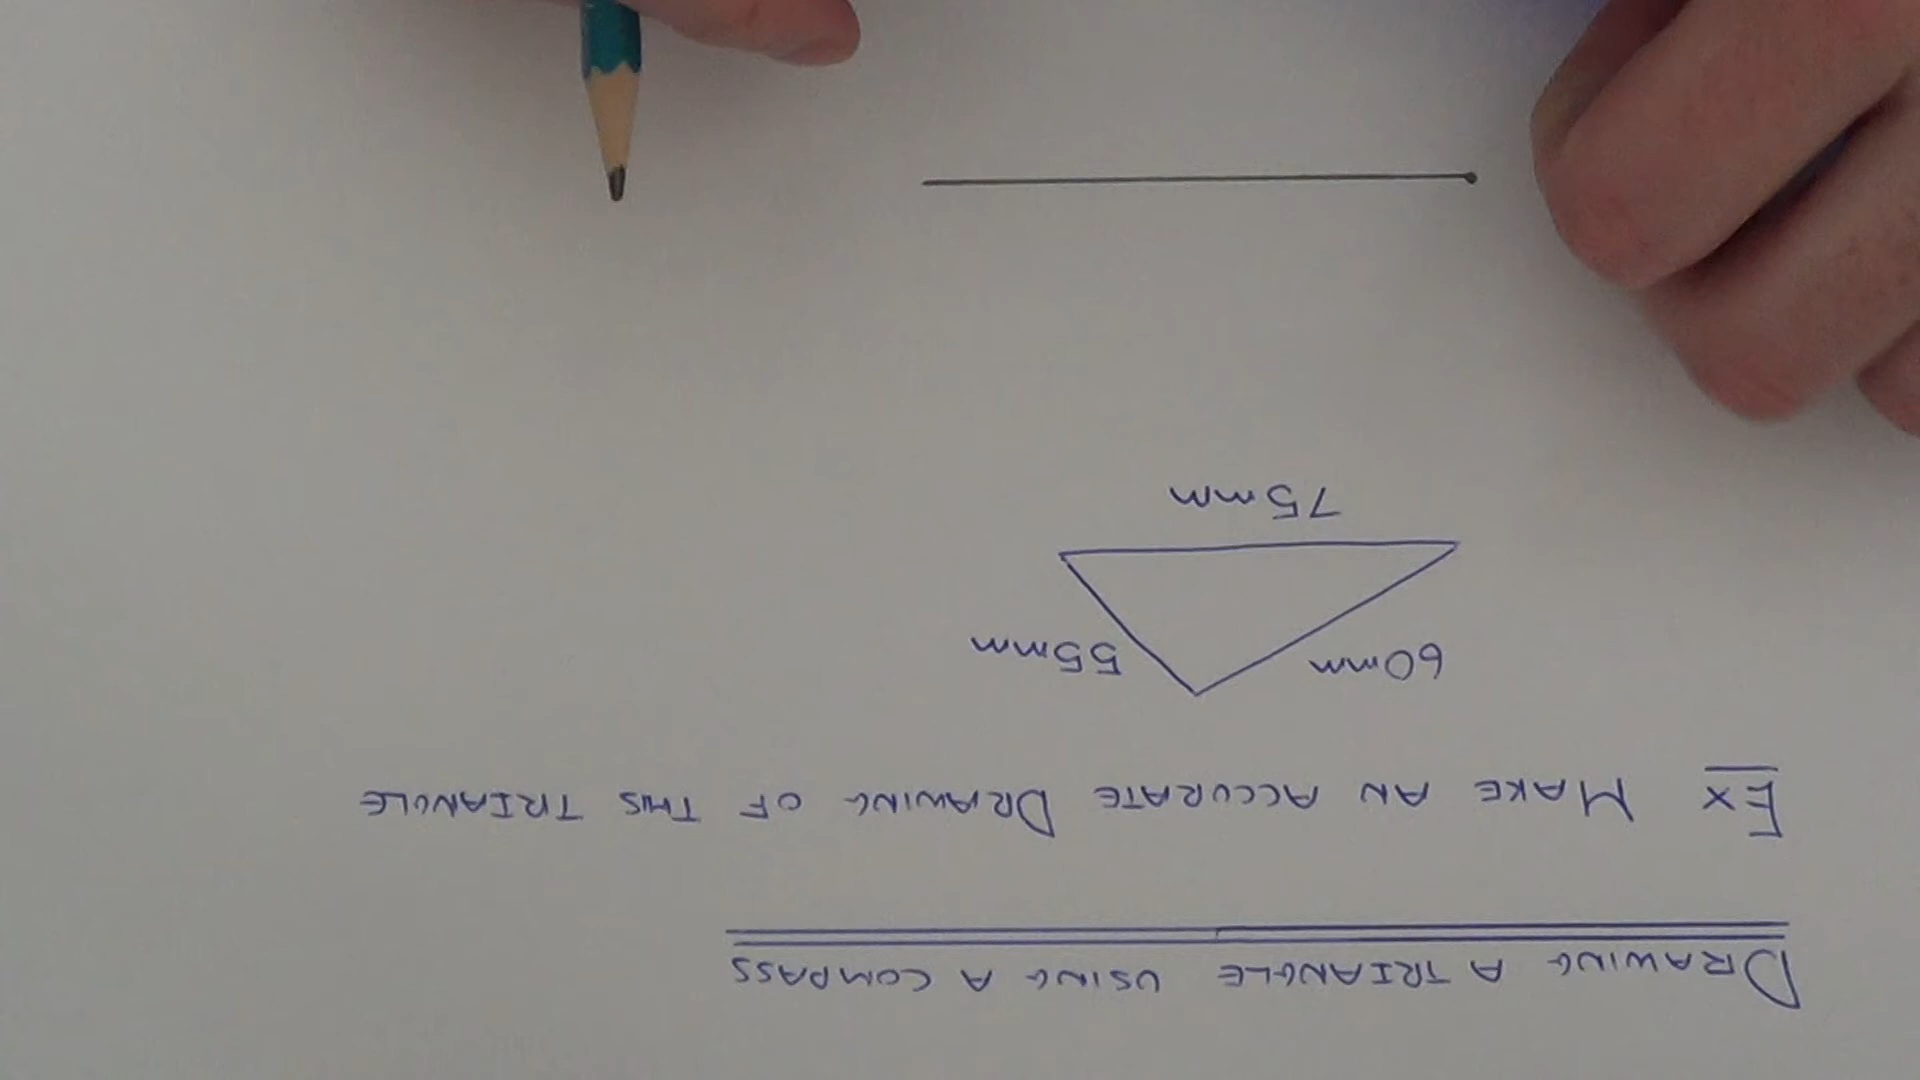 DRAWING A TRIANGLE USING A COMPASS
EX MAKE AN ACCURATE DRAWING OF THIS TRIANGLE
60mm 55mm
75mm